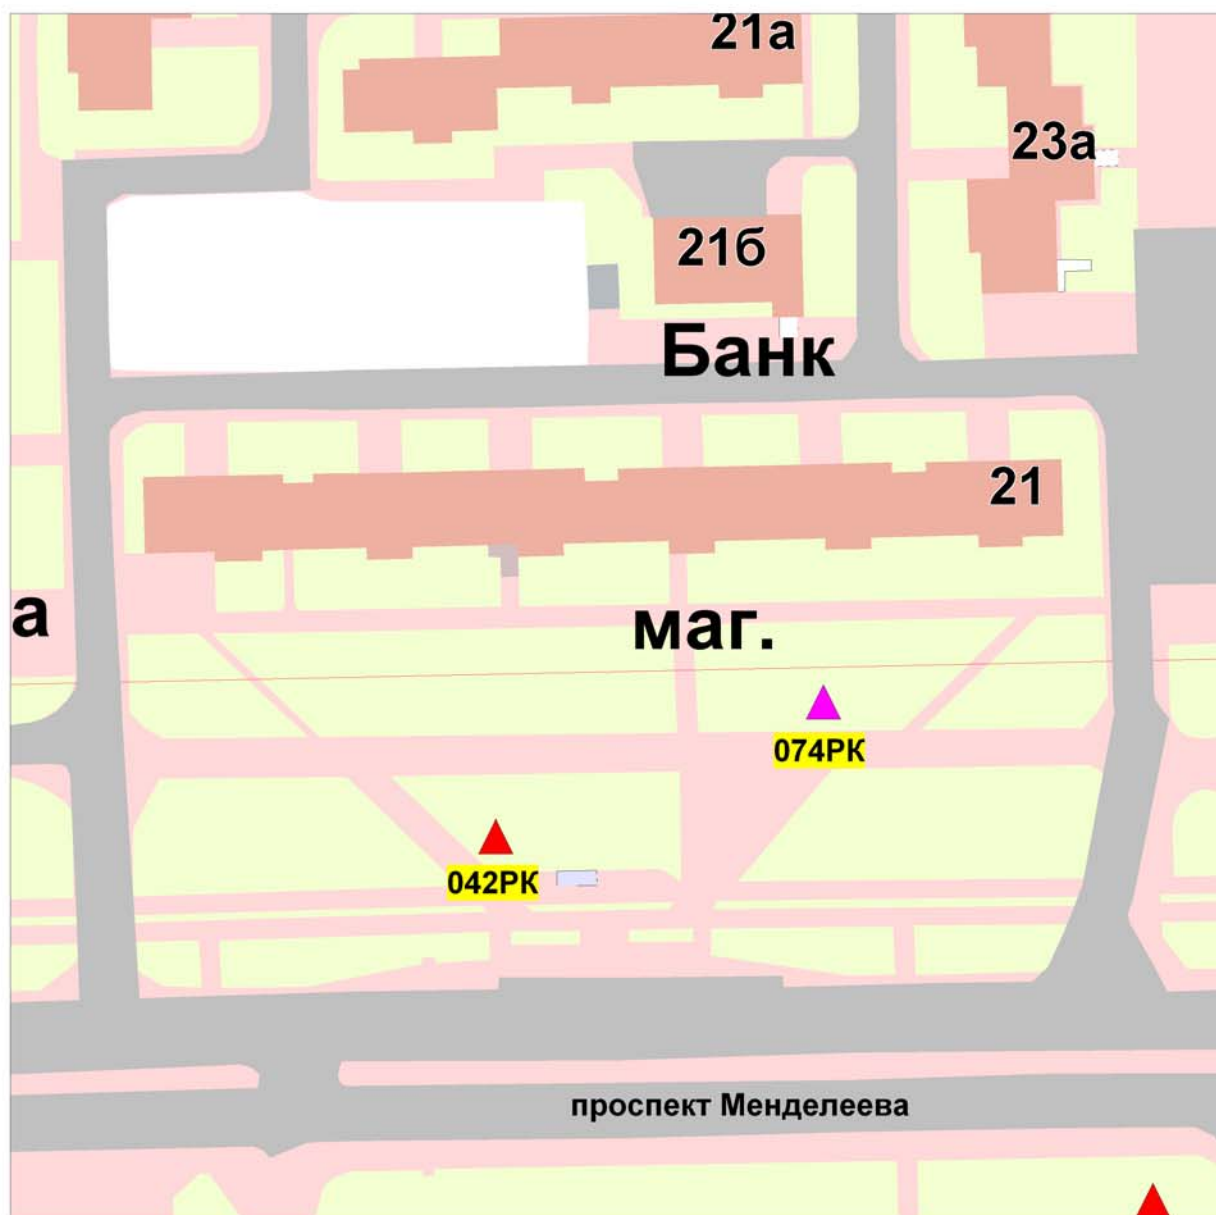 21а
23а
21б
Банк
21
а
маг.
074РК
042РК
проспект Менделеева